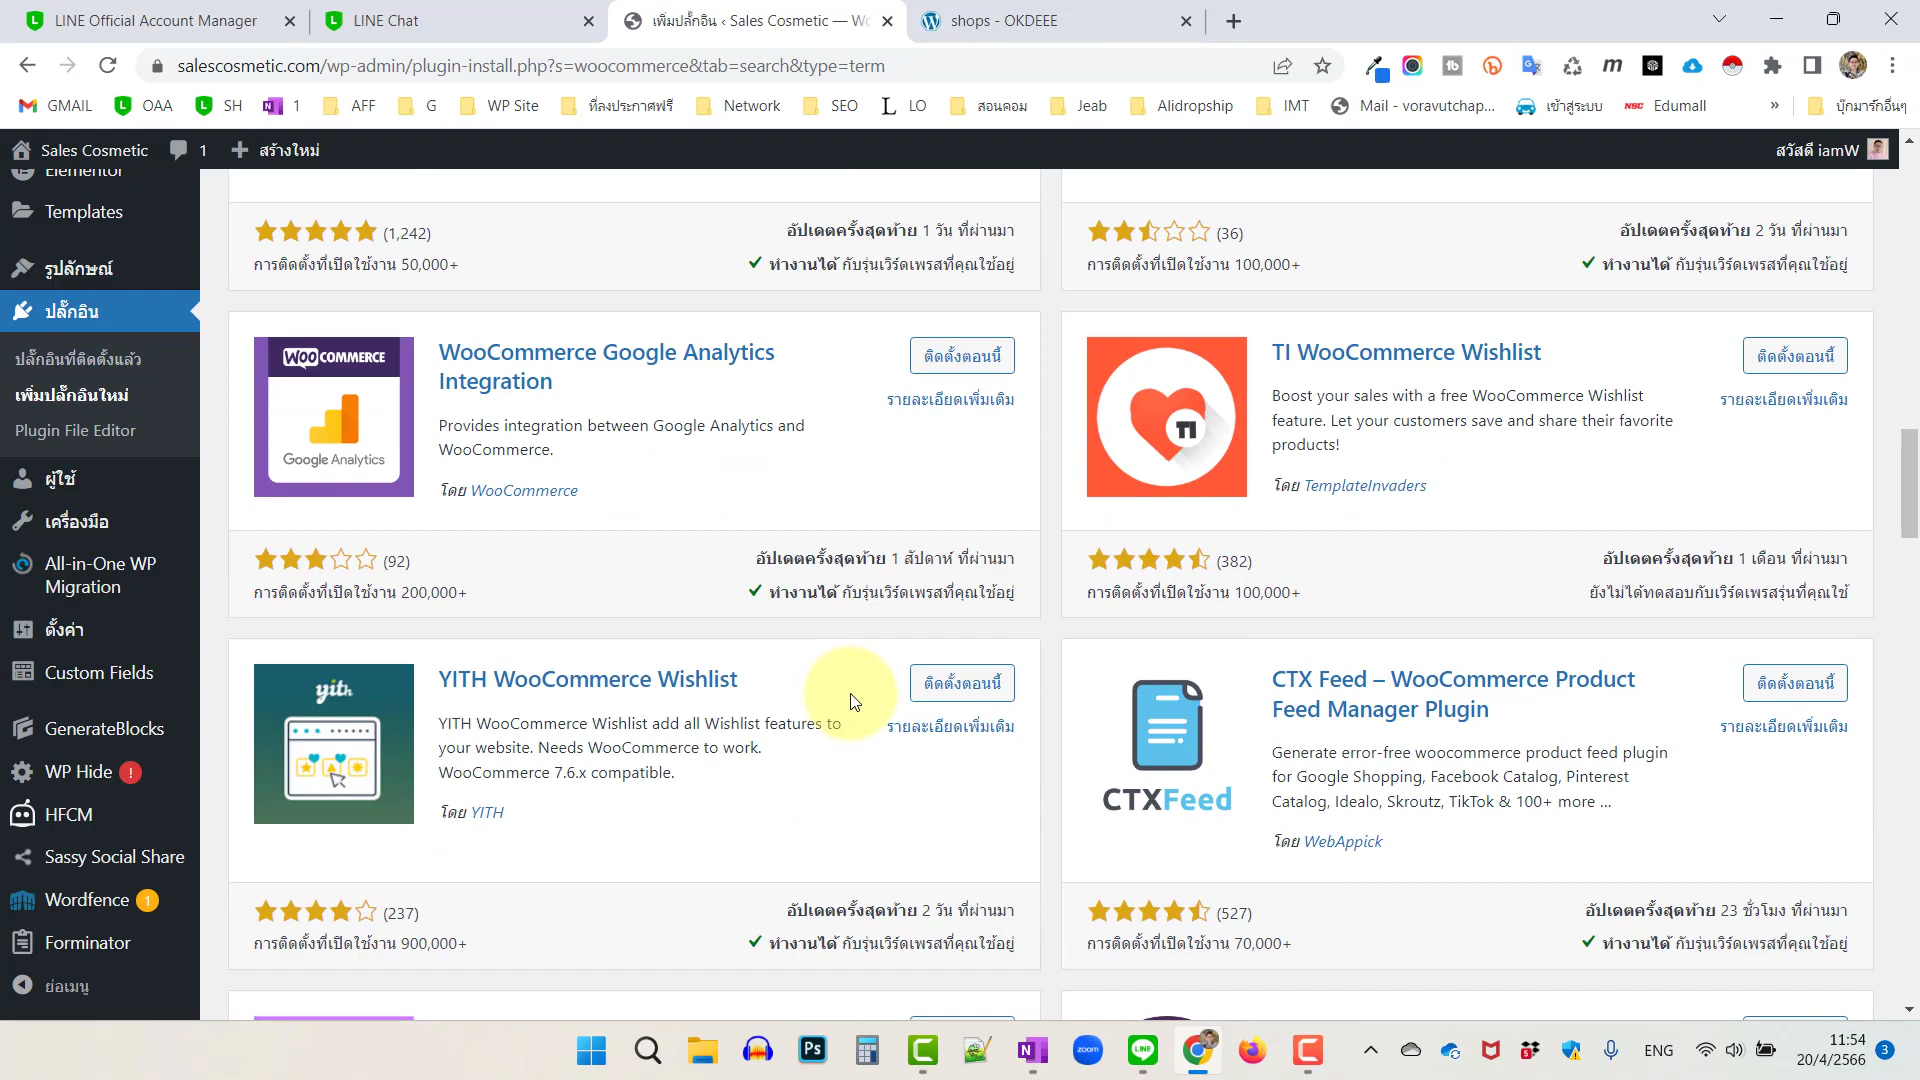 LINE Official Account Manager
LINE Chat
เพิ่มปลั๊กอิน ‹ Sales Cosmetic — Wo
shops - OKDEEE
salescosmetic.com/wp-admin/plugin-install.php?s=woocommerce&tab=search&type=term
GMAIL
OAA
SH
1
AFF
G
WP Site
ที่ลงประกาศฟรี
Network
SEO
LO
สอนคอม
Jeab
Alidropship
IMT
Mail - voravutchap...
เข้าสู่ระบบ
NSC Edumall
»
บุ๊กมาร์กอื่นๆ
Sales Cosmetic
1
สร้างใหม่
สวัสดี iamW
Elementor
Templates
รูปลักษณ์
ปลั๊กอิน
ปลั๊กอินที่ติดตั้งแล้ว
เพิ่มปลั๊กอินใหม่
Plugin File Editor
ผู้ใช้
เครื่องมือ
All-in-One WP
Migration
ตั้งค่า
Custom Fields
GenerateBlocks
WP Hide !
HFCM
Sassy Social Share
Wordfence 1
Forminator
ย่อเมนู
(1,242)
อัปเดตครั้งสุดท้าย 1 วัน ที่ผ่านมา
การติดตั้งที่เปิดใช้งาน 50,000+
✓ ทำงานได้ กับรุ่นเวิร์ดเพรสที่คุณใช้อยู่
(36)
อัปเดตครั้งสุดท้าย 2 วัน ที่ผ่านมา
การติดตั้งที่เปิดใช้งาน 100,000+
✓ ทำงานได้ กับรุ่นเวิร์ดเพรสที่คุณใช้อยู่
WOOCOMMERCE
Google Analytics
WooCommerce Google Analytics
Integration
ติดตั้งตอนนี้
รายละเอียดเพิ่มเติม
Provides integration between Google Analytics and
WooCommerce.
โดย WooCommerce
(92)
อัปเดตครั้งสุดท้าย 1 สัปดาห์ ที่ผ่านมา
การติดตั้งที่เปิดใช้งาน 200,000+
✓ ทำงานได้ กับรุ่นเวิร์ดเพรสที่คุณใช้อยู่
TI
TI WooCommerce Wishlist
ติดตั้งตอนนี้
รายละเอียดเพิ่มเติม
Boost your sales with a free WooCommerce Wishlist
feature. Let your customers save and share their favorite
products!
โดย TemplateInvaders
(382)
อัปเดตครั้งสุดท้าย 1 เดือน ที่ผ่านมา
การติดตั้งที่เปิดใช้งาน 100,000+
ยังไม่ได้ทดสอบกับเวิร์ดเพรสรุ่นที่คุณใช้
yith
YITH WooCommerce Wishlist
ติดตั้งตอนนี้
รายละเอียดเพิ่มเติม
YITH WooCommerce Wishlist add all Wishlist features to
your website. Needs WooCommerce to work.
WooCommerce 7.6.x compatible.
โดย YITH
(237)
อัปเดตครั้งสุดท้าย 2 วัน ที่ผ่านมา
การติดตั้งที่เปิดใช้งาน 900,000+
✓ ทำงานได้ กับรุ่นเวิร์ดเพรสที่คุณใช้อยู่
CTXFeed
CTX Feed – WooCommerce Product
Feed Manager Plugin
ติดตั้งตอนนี้
รายละเอียดเพิ่มเติม
Generate error-free woocommerce product feed plugin
for Google Shopping, Facebook Catalog, Pinterest
Catalog, Idealo, Skroutz, TikTok & 100+ more ...
โดย WebAppick
(527)
อัปเดตครั้งสุดท้าย 23 ชั่วโมง ที่ผ่านมา
การติดตั้งที่เปิดใช้งาน 70,000+
✓ ทำงานได้ กับรุ่นเวิร์ดเพรสที่คุณใช้อยู่
Ps
zoom
LINE
ENG
11:54
20/4/2566
3